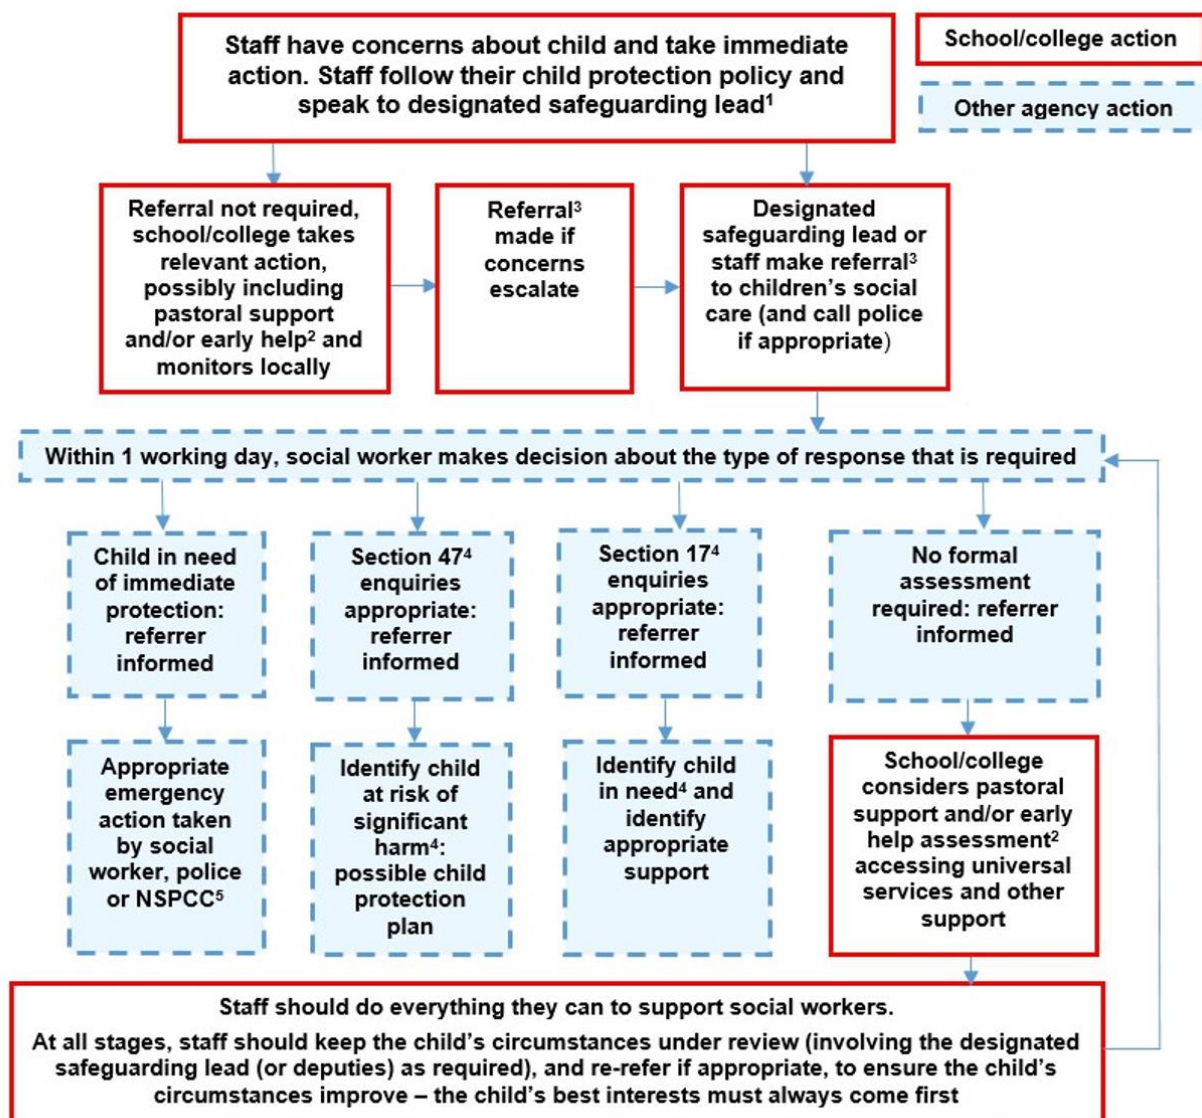 Staff have concerns about child and take immediate
action. Staff follow their child protection policy and
speak to designated safeguarding lead¹
School/college action
Other agency action
Referral not required,
school/college takes
relevant action,
possibly including
pastoral support
and/or early help² and
monitors locally
Referral³
made if
concerns
escalate
Designated
safeguarding lead or
staff make referral³
to children’s social
care (and call police
if appropriate)
Within 1 working day, social worker makes decision about the type of response that is required
Child in need
of immediate
protection:
referrer
informed
Section 47⁴
enquiries
appropriate:
referrer
informed
Section 17⁴
enquiries
appropriate:
referrer
informed
No formal
assessment
required: referrer
informed
Appropriate
emergency
action taken
by social
worker, police
or NSPCC⁵
Identify child
at risk of
significant
harm⁴:
possible child
protection
plan
Identify child
in need⁴ and
identify
appropriate
support
School/college
considers pastoral
support and/or early
help assessment²
accessing universal
services and other
support
Staff should do everything they can to support social workers.
At all stages, staff should keep the child’s circumstances under review (involving the designated
safeguarding lead (or deputies) as required), and re-refer if appropriate, to ensure the child’s
circumstances improve – the child’s best interests must always come first